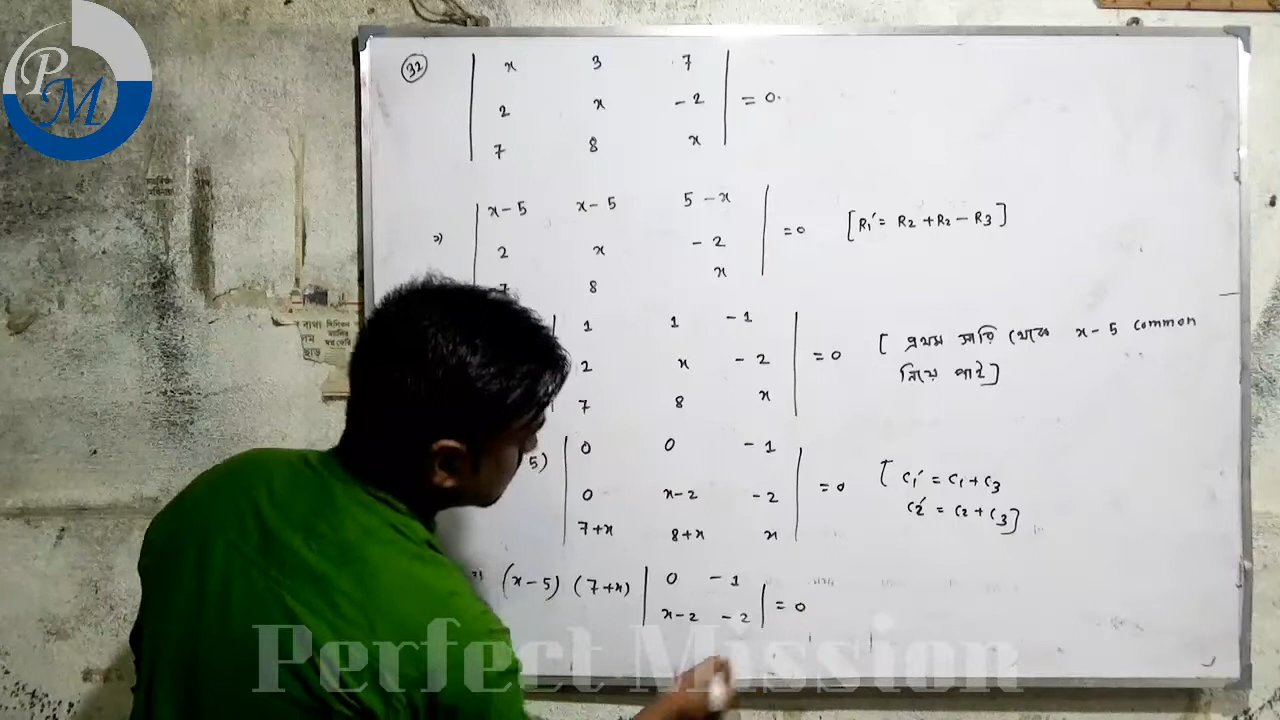 PM
32
| x 3 7 |
| 2 x -2 | = 0.
| 7 8 x |
| x-5 x-5 5-x |
| 2 x -2 | = 0 [R₁′ = R₂ + R₂ - R₃]
| 7 8 x |
| 1 1 -1 |
| 2 x -2 | = 0 [প্রথম সারি থেকে x-5 common
| 7 8 x | নিয়ে পাই]
5) | 0 0 -1 |
| 0 x-2 -2 | = 0 [C₁′ = C₁ + C₃
| 7+x 8+x x | C₂′ = C₂ + C₃]
(x-5) (7+x) | 0 -1 |
| x-2 -2 | = 0
Perfect Mission